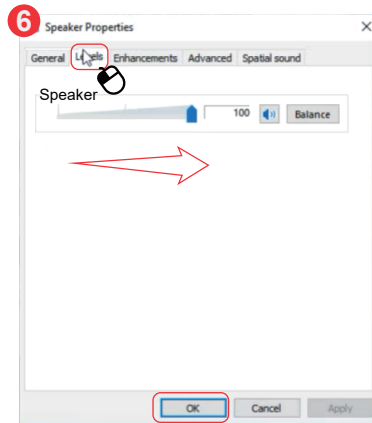 6 Speaker Properties
General Levels Enhancements Advanced Spatial sound
Speaker
100 Balance
OK Cancel Apply